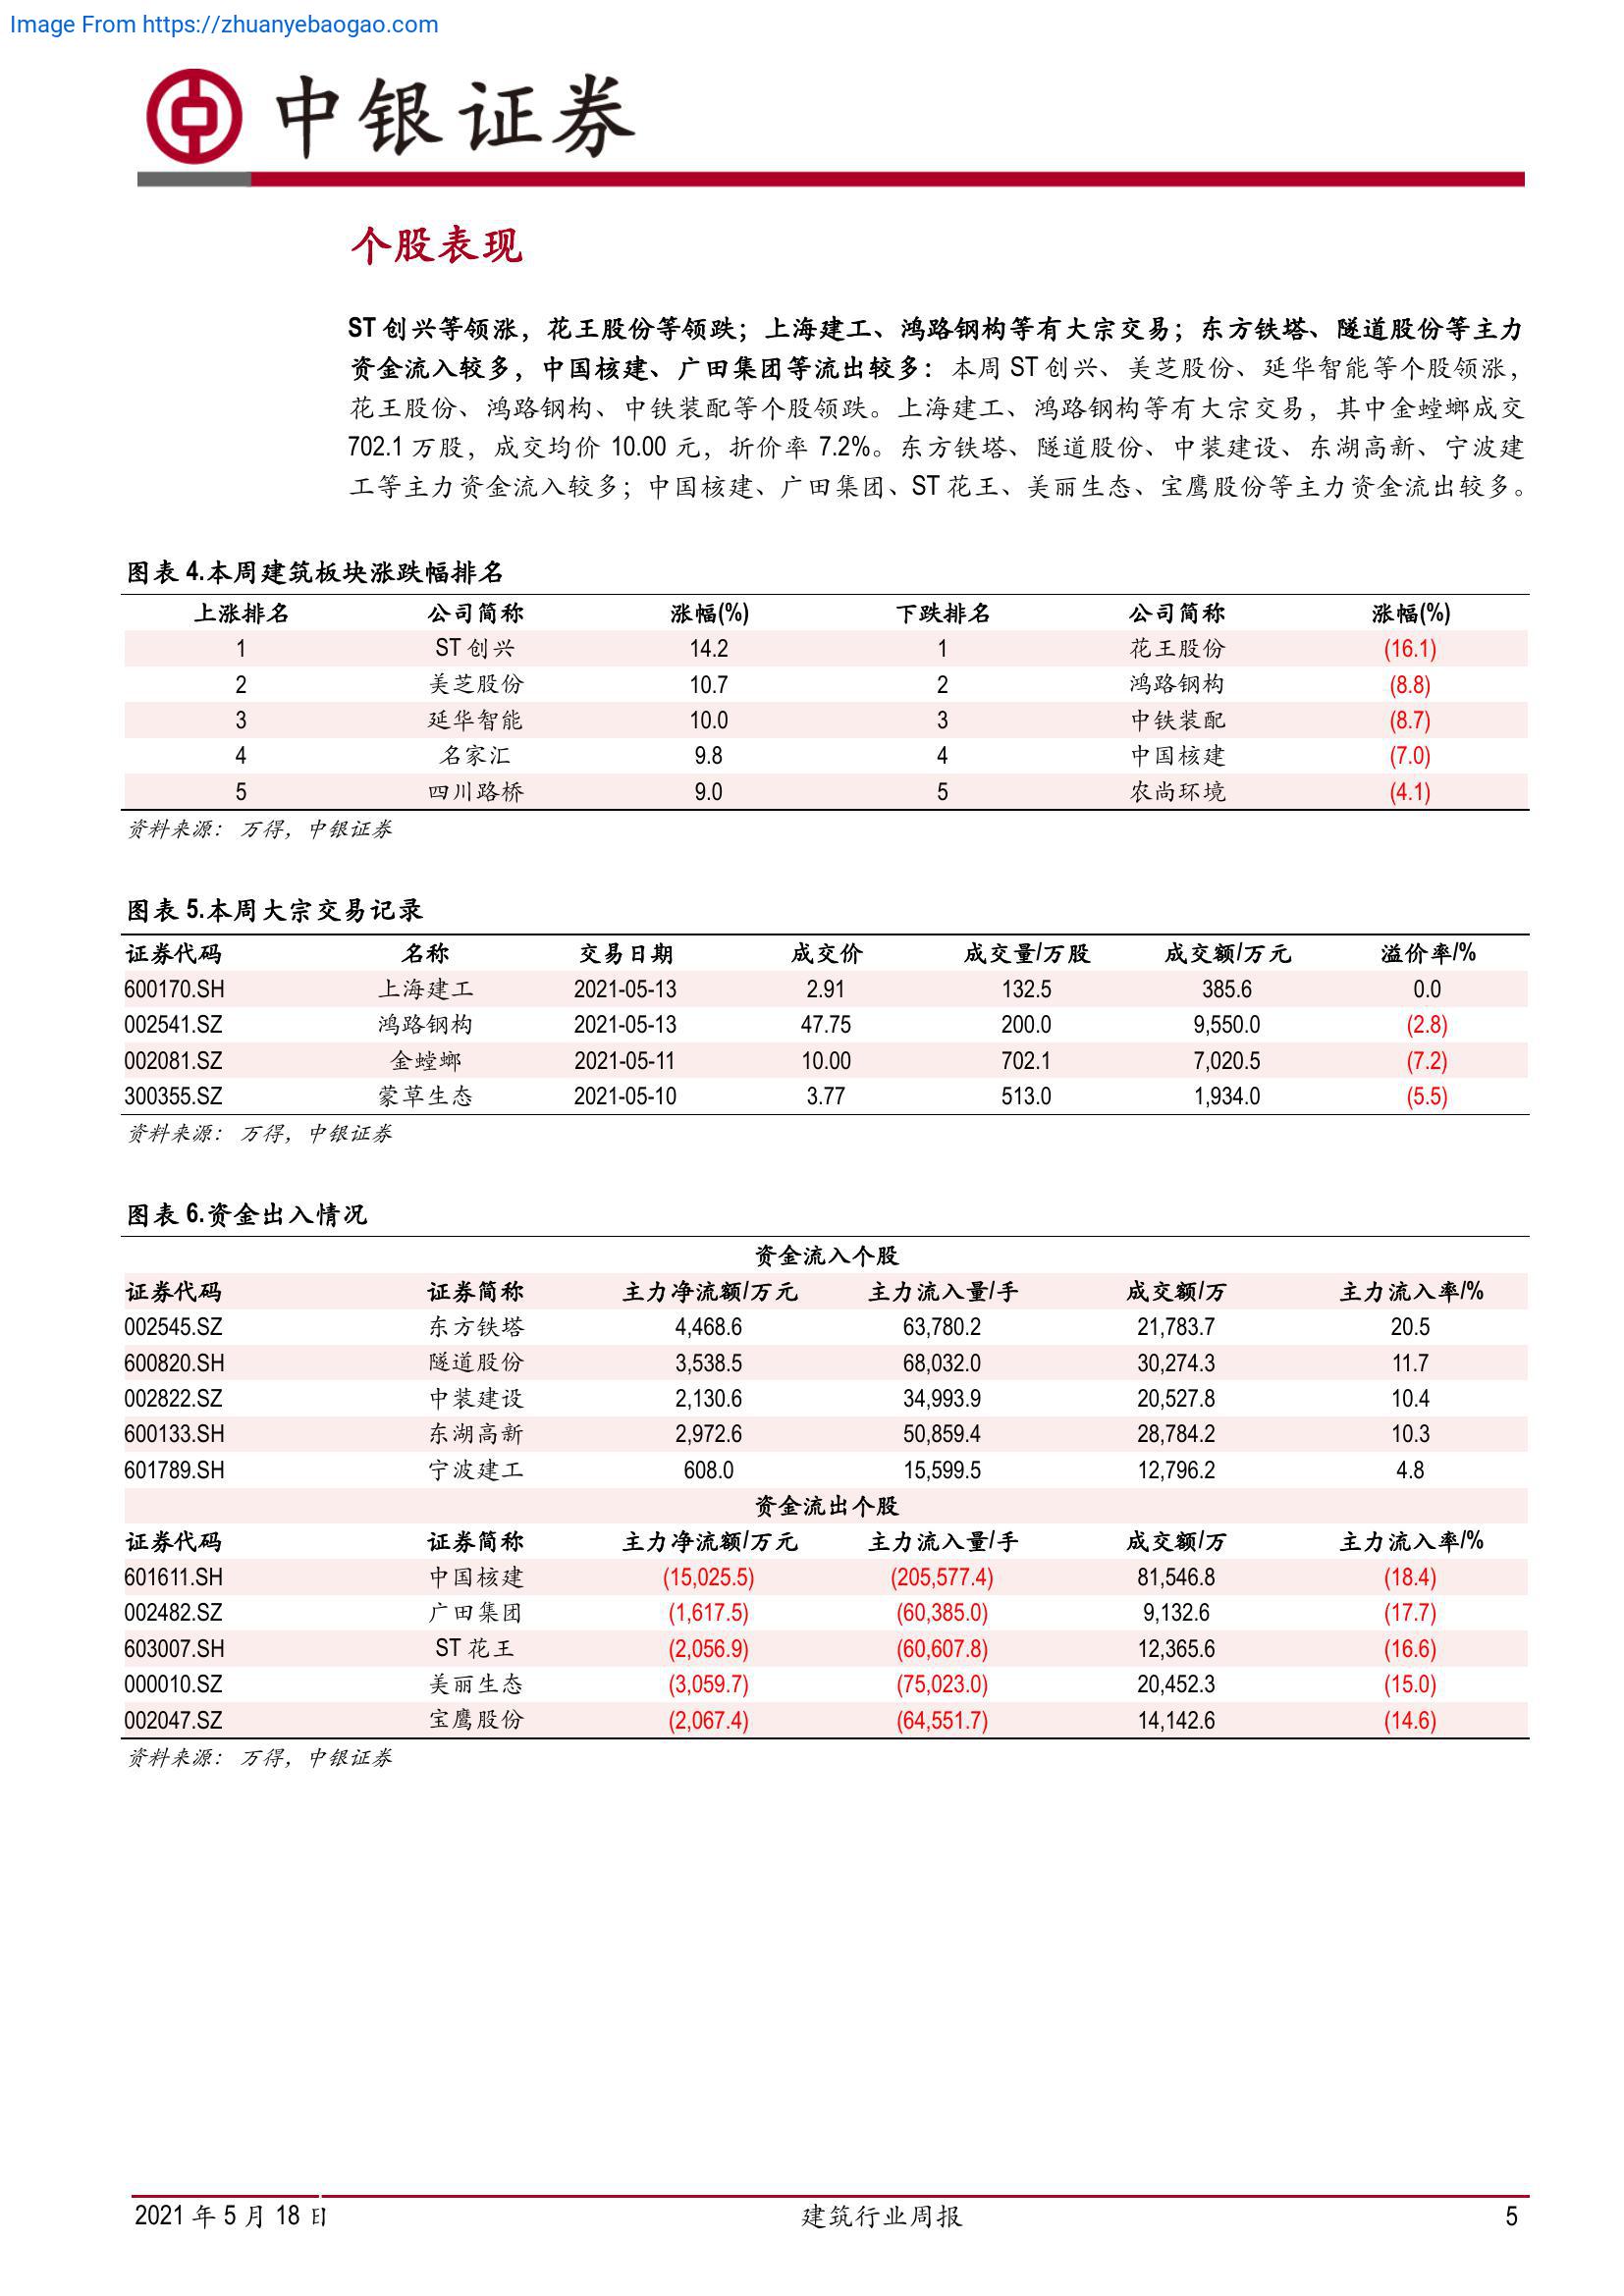 Image From https://zhuanyebaogao.com
中银证券
个股表现
ST 创兴等领涨，花王股份等领跌；上海建工、鸿路钢构等有大宗交易；东方铁塔、隧道股份等主力
资金流入较多，中国核建、广田集团等流出较多：本周 ST 创兴、美芝股份、延华智能等个股领涨，
花王股份、鸿路钢构、中铁装配等个股领跌。上海建工、鸿路钢构等有大宗交易，其中金螳螂成交
702.1 万股，成交均价 10.00 元，折价率 7.2%。东方铁塔、隧道股份、中装建设、东湖高新、宁波建
工等主力资金流入较多；中国核建、广田集团、ST 花王、美丽生态、宝鹰股份等主力资金流出较多。
图表 4.本周建筑板块涨跌幅排名
上涨排名 公司简称 涨幅(%) 下跌排名 公司简称 涨幅(%)
1 ST 创兴 14.2 1 花王股份 (16.1)
2 美芝股份 10.7 2 鸿路钢构 (8.8)
3 延华智能 10.0 3 中铁装配 (8.7)
4 名家汇 9.8 4 中国核建 (7.0)
5 四川路桥 9.0 5 农尚环境 (4.1)
资料来源： 万得，中银证券
图表 5.本周大宗交易记录
证券代码 名称 交易日期 成交价 成交量/万股 成交额/万元 溢价率/%
600170.SH 上海建工 2021-05-13 2.91 132.5 385.6 0.0
002541.SZ 鸿路钢构 2021-05-13 47.75 200.0 9,550.0 (2.8)
002081.SZ 金螳螂 2021-05-11 10.00 702.1 7,020.5 (7.2)
300355.SZ 蒙草生态 2021-05-10 3.77 513.0 1,934.0 (5.5)
资料来源： 万得，中银证券
图表 6.资金出入情况
资金流入个股
证券代码 证券简称 主力净流额/万元 主力流入量/手 成交额/万 主力流入率/%
002545.SZ 东方铁塔 4,468.6 63,780.2 21,783.7 20.5
600820.SH 隧道股份 3,538.5 68,032.0 30,274.3 11.7
002822.SZ 中装建设 2,130.6 34,993.9 20,527.8 10.4
600133.SH 东湖高新 2,972.6 50,859.4 28,784.2 10.3
601789.SH 宁波建工 608.0 15,599.5 12,796.2 4.8
资金流出个股
证券代码 证券简称 主力净流额/万元 主力流入量/手 成交额/万 主力流入率/%
601611.SH 中国核建 (15,025.5) (205,577.4) 81,546.8 (18.4)
002482.SZ 广田集团 (1,617.5) (60,385.0) 9,132.6 (17.7)
603007.SH ST 花王 (2,056.9) (60,607.8) 12,365.6 (16.6)
000010.SZ 美丽生态 (3,059.7) (75,023.0) 20,452.3 (15.0)
002047.SZ 宝鹰股份 (2,067.4) (64,551.7) 14,142.6 (14.6)
资料来源： 万得，中银证券
2021 年 5 月 18 日 建筑行业周报 5